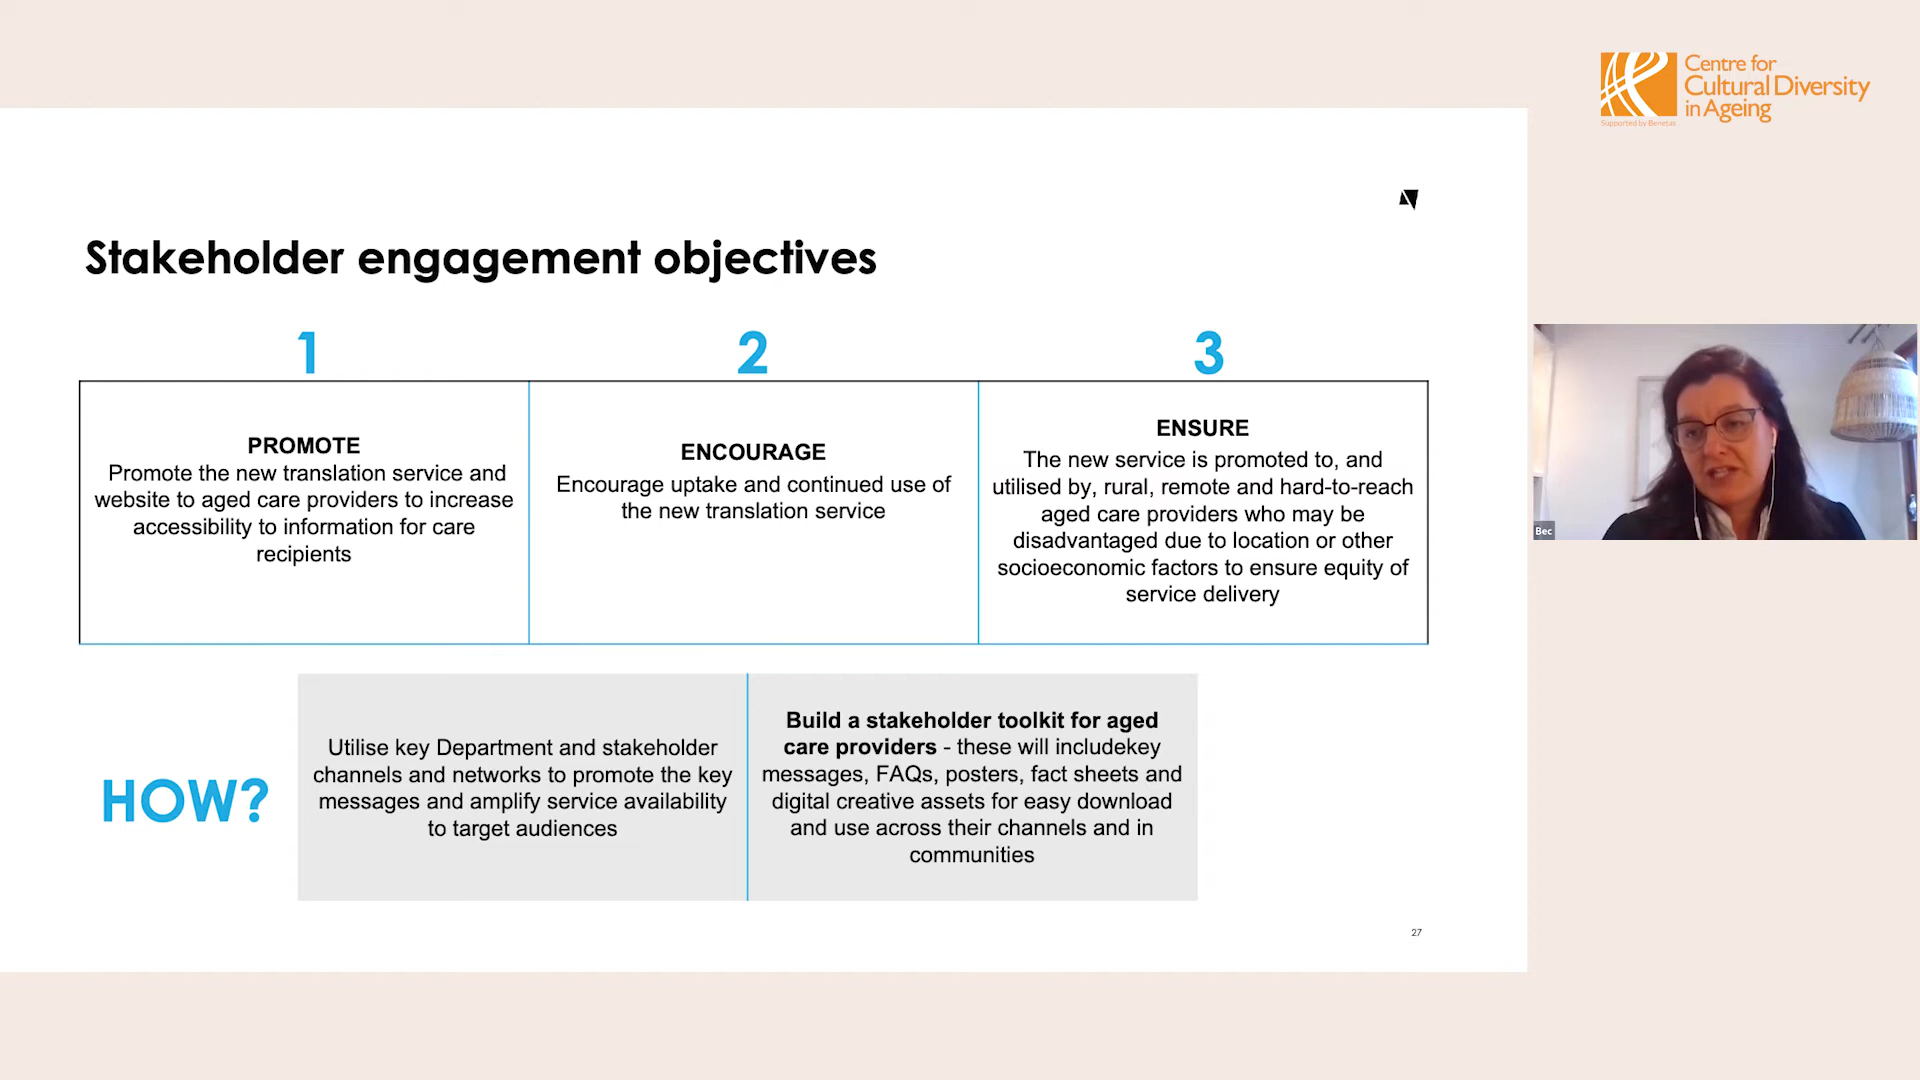 Centre for
Cultural Diversity
in Ageing
Supported by Benetas
Stakeholder engagement objectives
1
2
3
PROMOTE
Promote the new translation service and
website to aged care providers to increase
accessibility to information for care
recipients
ENCOURAGE
Encourage uptake and continued use of
the new translation service
ENSURE
The new service is promoted to, and
utilised by, rural, remote and hard-to-reach
aged care providers who may be
disadvantaged due to location or other
socioeconomic factors to ensure equity of
service delivery
HOW?
Utilise key Department and stakeholder
channels and networks to promote the key
messages and amplify service availability
to target audiences
Build a stakeholder toolkit for aged
care providers - these will includekey
messages, FAQs, posters, fact sheets and
digital creative assets for easy download
and use across their channels and in
communities
27
Bec